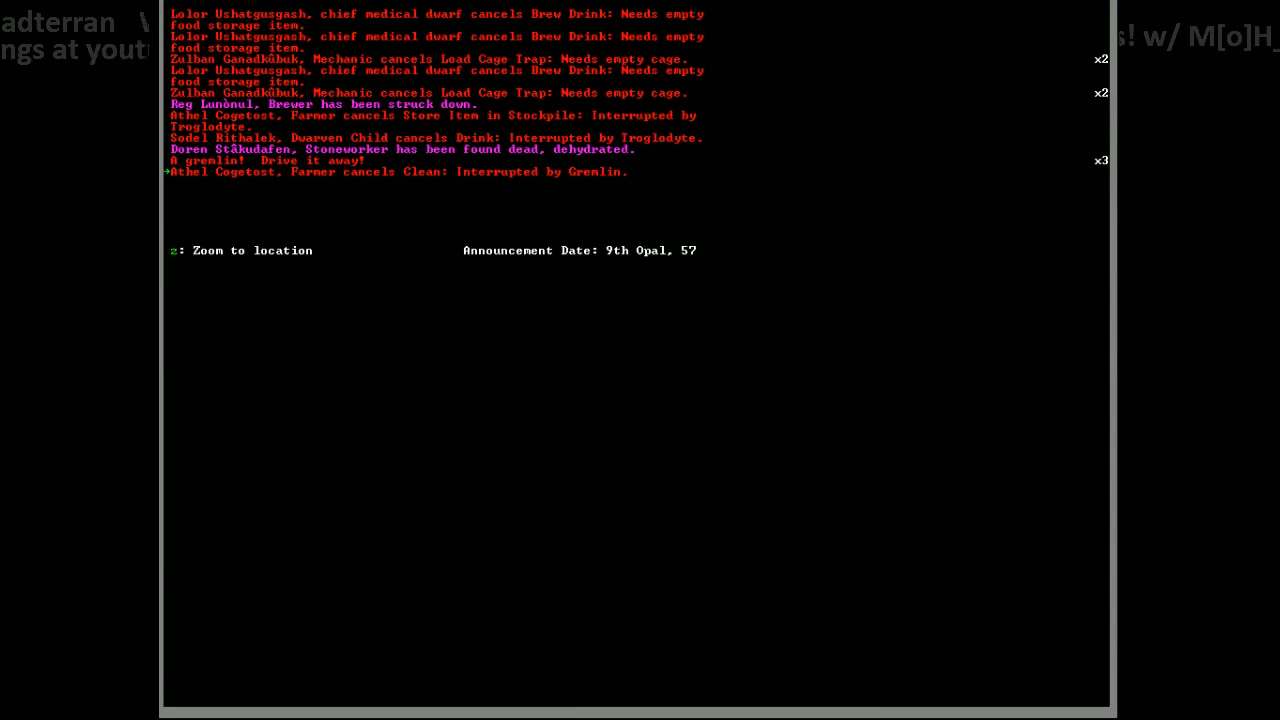 adterran
ngs at yout
s! w/ M[o]H_
Lolor Ushatgusgash, chief medical dwarf cancels Brew Drink: Needs empty
food storage item.
Lolor Ushatgusgash, chief medical dwarf cancels Brew Drink: Needs empty
food storage item.
Zulban Ganadkûbuk, Mechanic cancels Load Cage Trap: Needs empty cage. x2
Lolor Ushatgusgash, chief medical dwarf cancels Brew Drink: Needs empty
food storage item.
Zulban Ganadkûbuk, Mechanic cancels Load Cage Trap: Needs empty cage. x2
Reg Lunònul, Brewer has been struck down.
Athel Cogetost, Farmer cancels Store Item in Stockpile: Interrupted by
Troglodyte.
Sodel Rithalek, Dwarven Child cancels Drink: Interrupted by Troglodyte.
Doren Stâkudafen, Stoneworker has been found dead, dehydrated.
A gremlin!  Drive it away! x3
→Athel Cogetost, Farmer cancels Clean: Interrupted by Gremlin.
z: Zoom to location Announcement Date: 9th Opal, 57